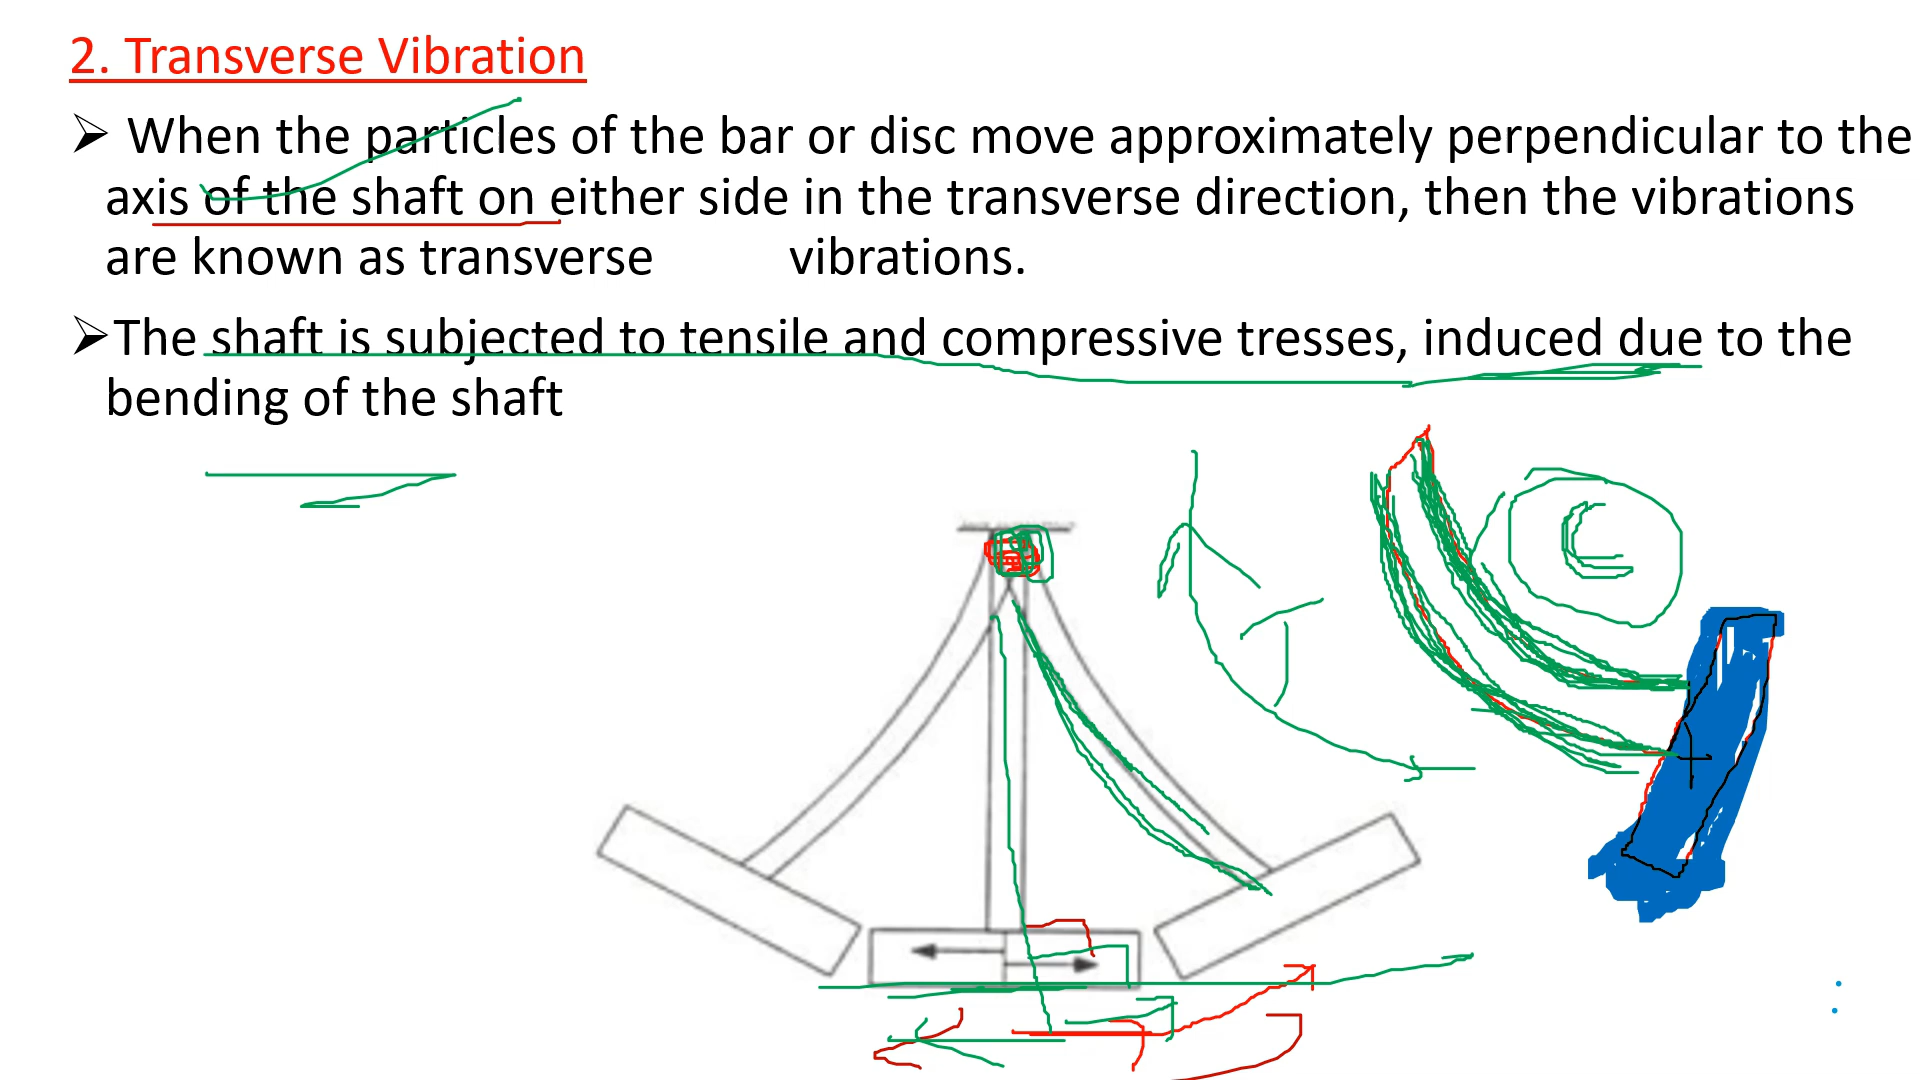 2. Transverse Vibration
When the particles of the bar or disc move approximately perpendicular to the
axis of the shaft on either side in the transverse direction, then the vibrations
are known as transverse vibrations.
The shaft is subjected to tensile and compressive tresses, induced due to the
bending of the shaft
T
C